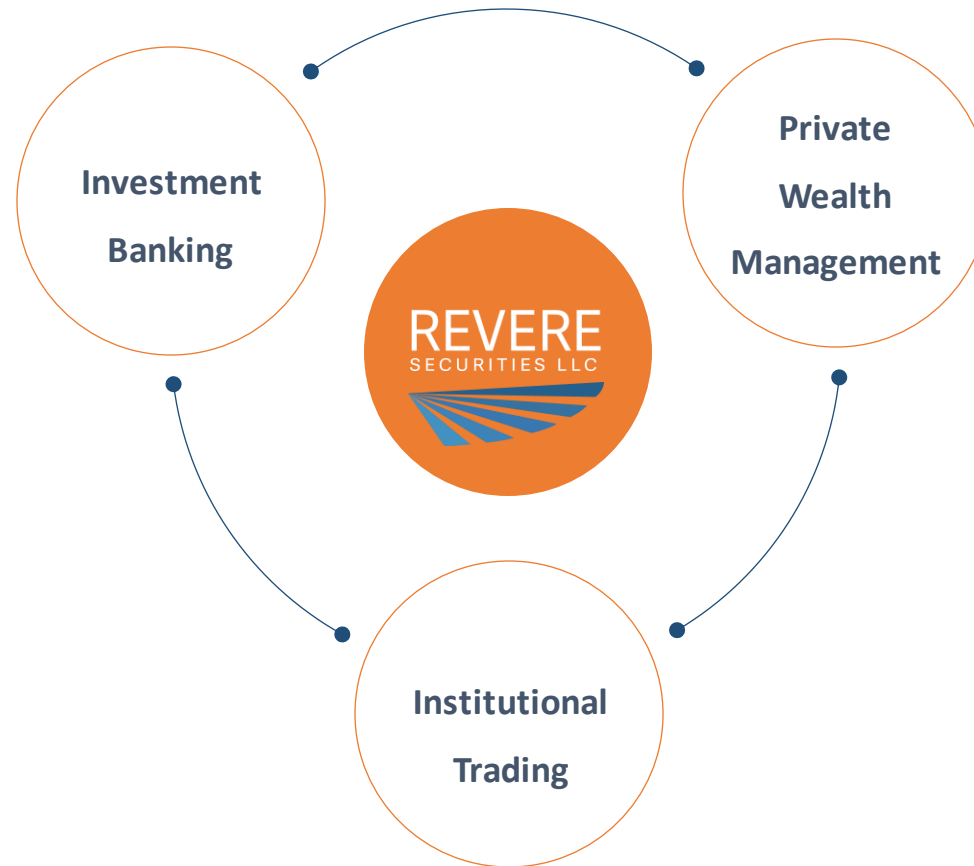 Investment
Banking
Private
Wealth
Management
REVERE
SECURITIES LLC
Institutional
Trading